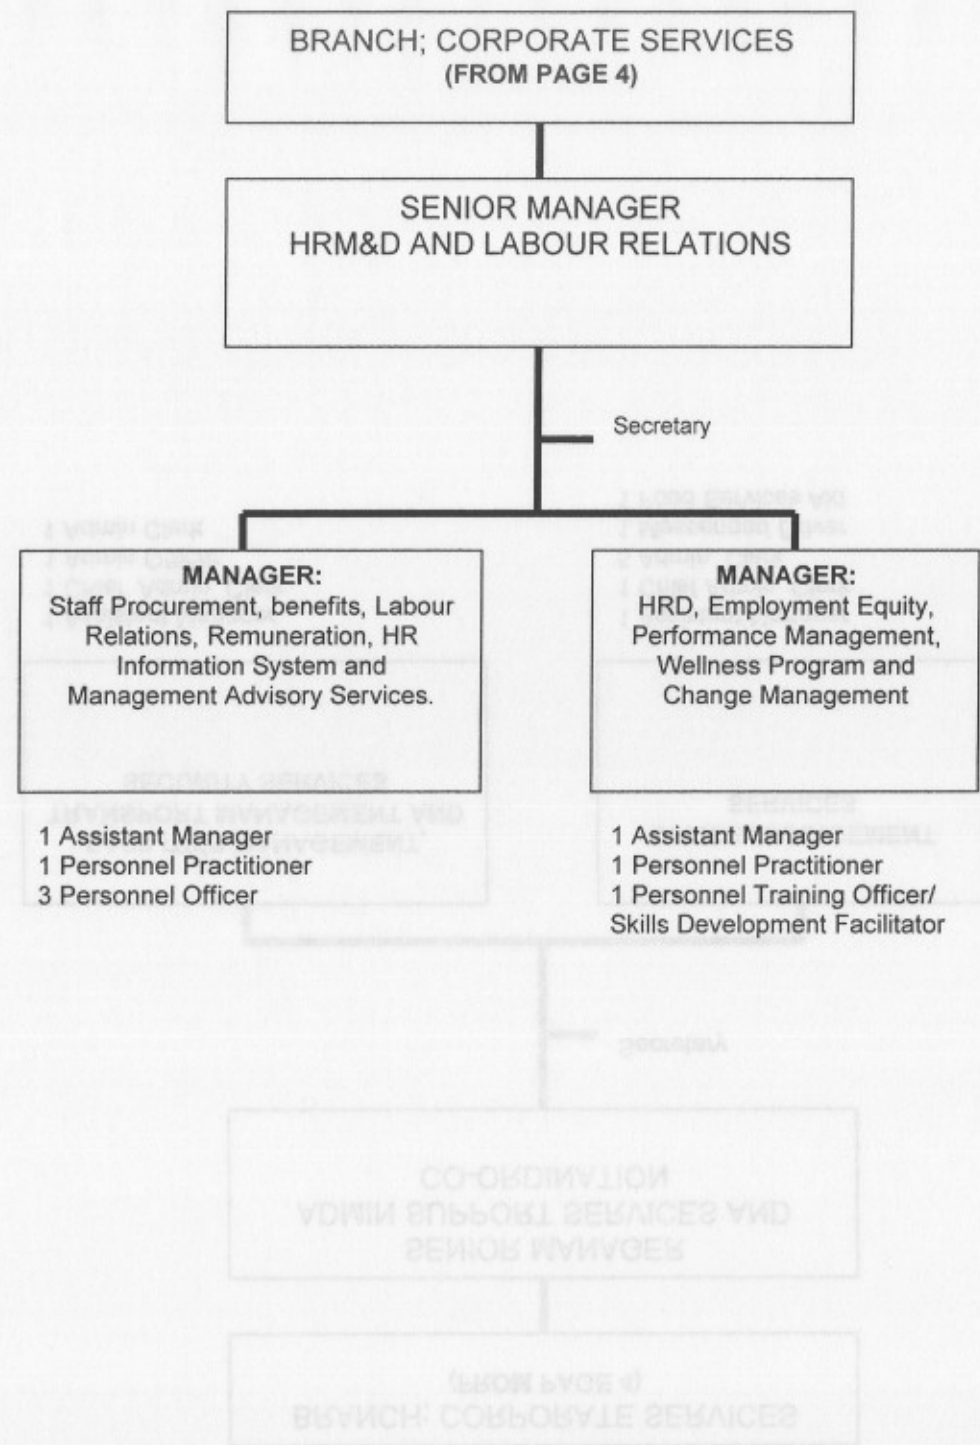 BRANCH; CORPORATE SERVICES
(FROM PAGE 4)
SENIOR MANAGER
HRM&D AND LABOUR RELATIONS
Secretary
MANAGER:
Staff Procurement, benefits, Labour
Relations, Remuneration, HR
Information System and
Management Advisory Services.
1 Assistant Manager
1 Personnel Practitioner
3 Personnel Officer
MANAGER:
HRD, Employment Equity,
Performance Management,
Wellness Program and
Change Management
1 Assistant Manager
1 Personnel Practitioner
1 Personnel Training Officer/
Skills Development Facilitator